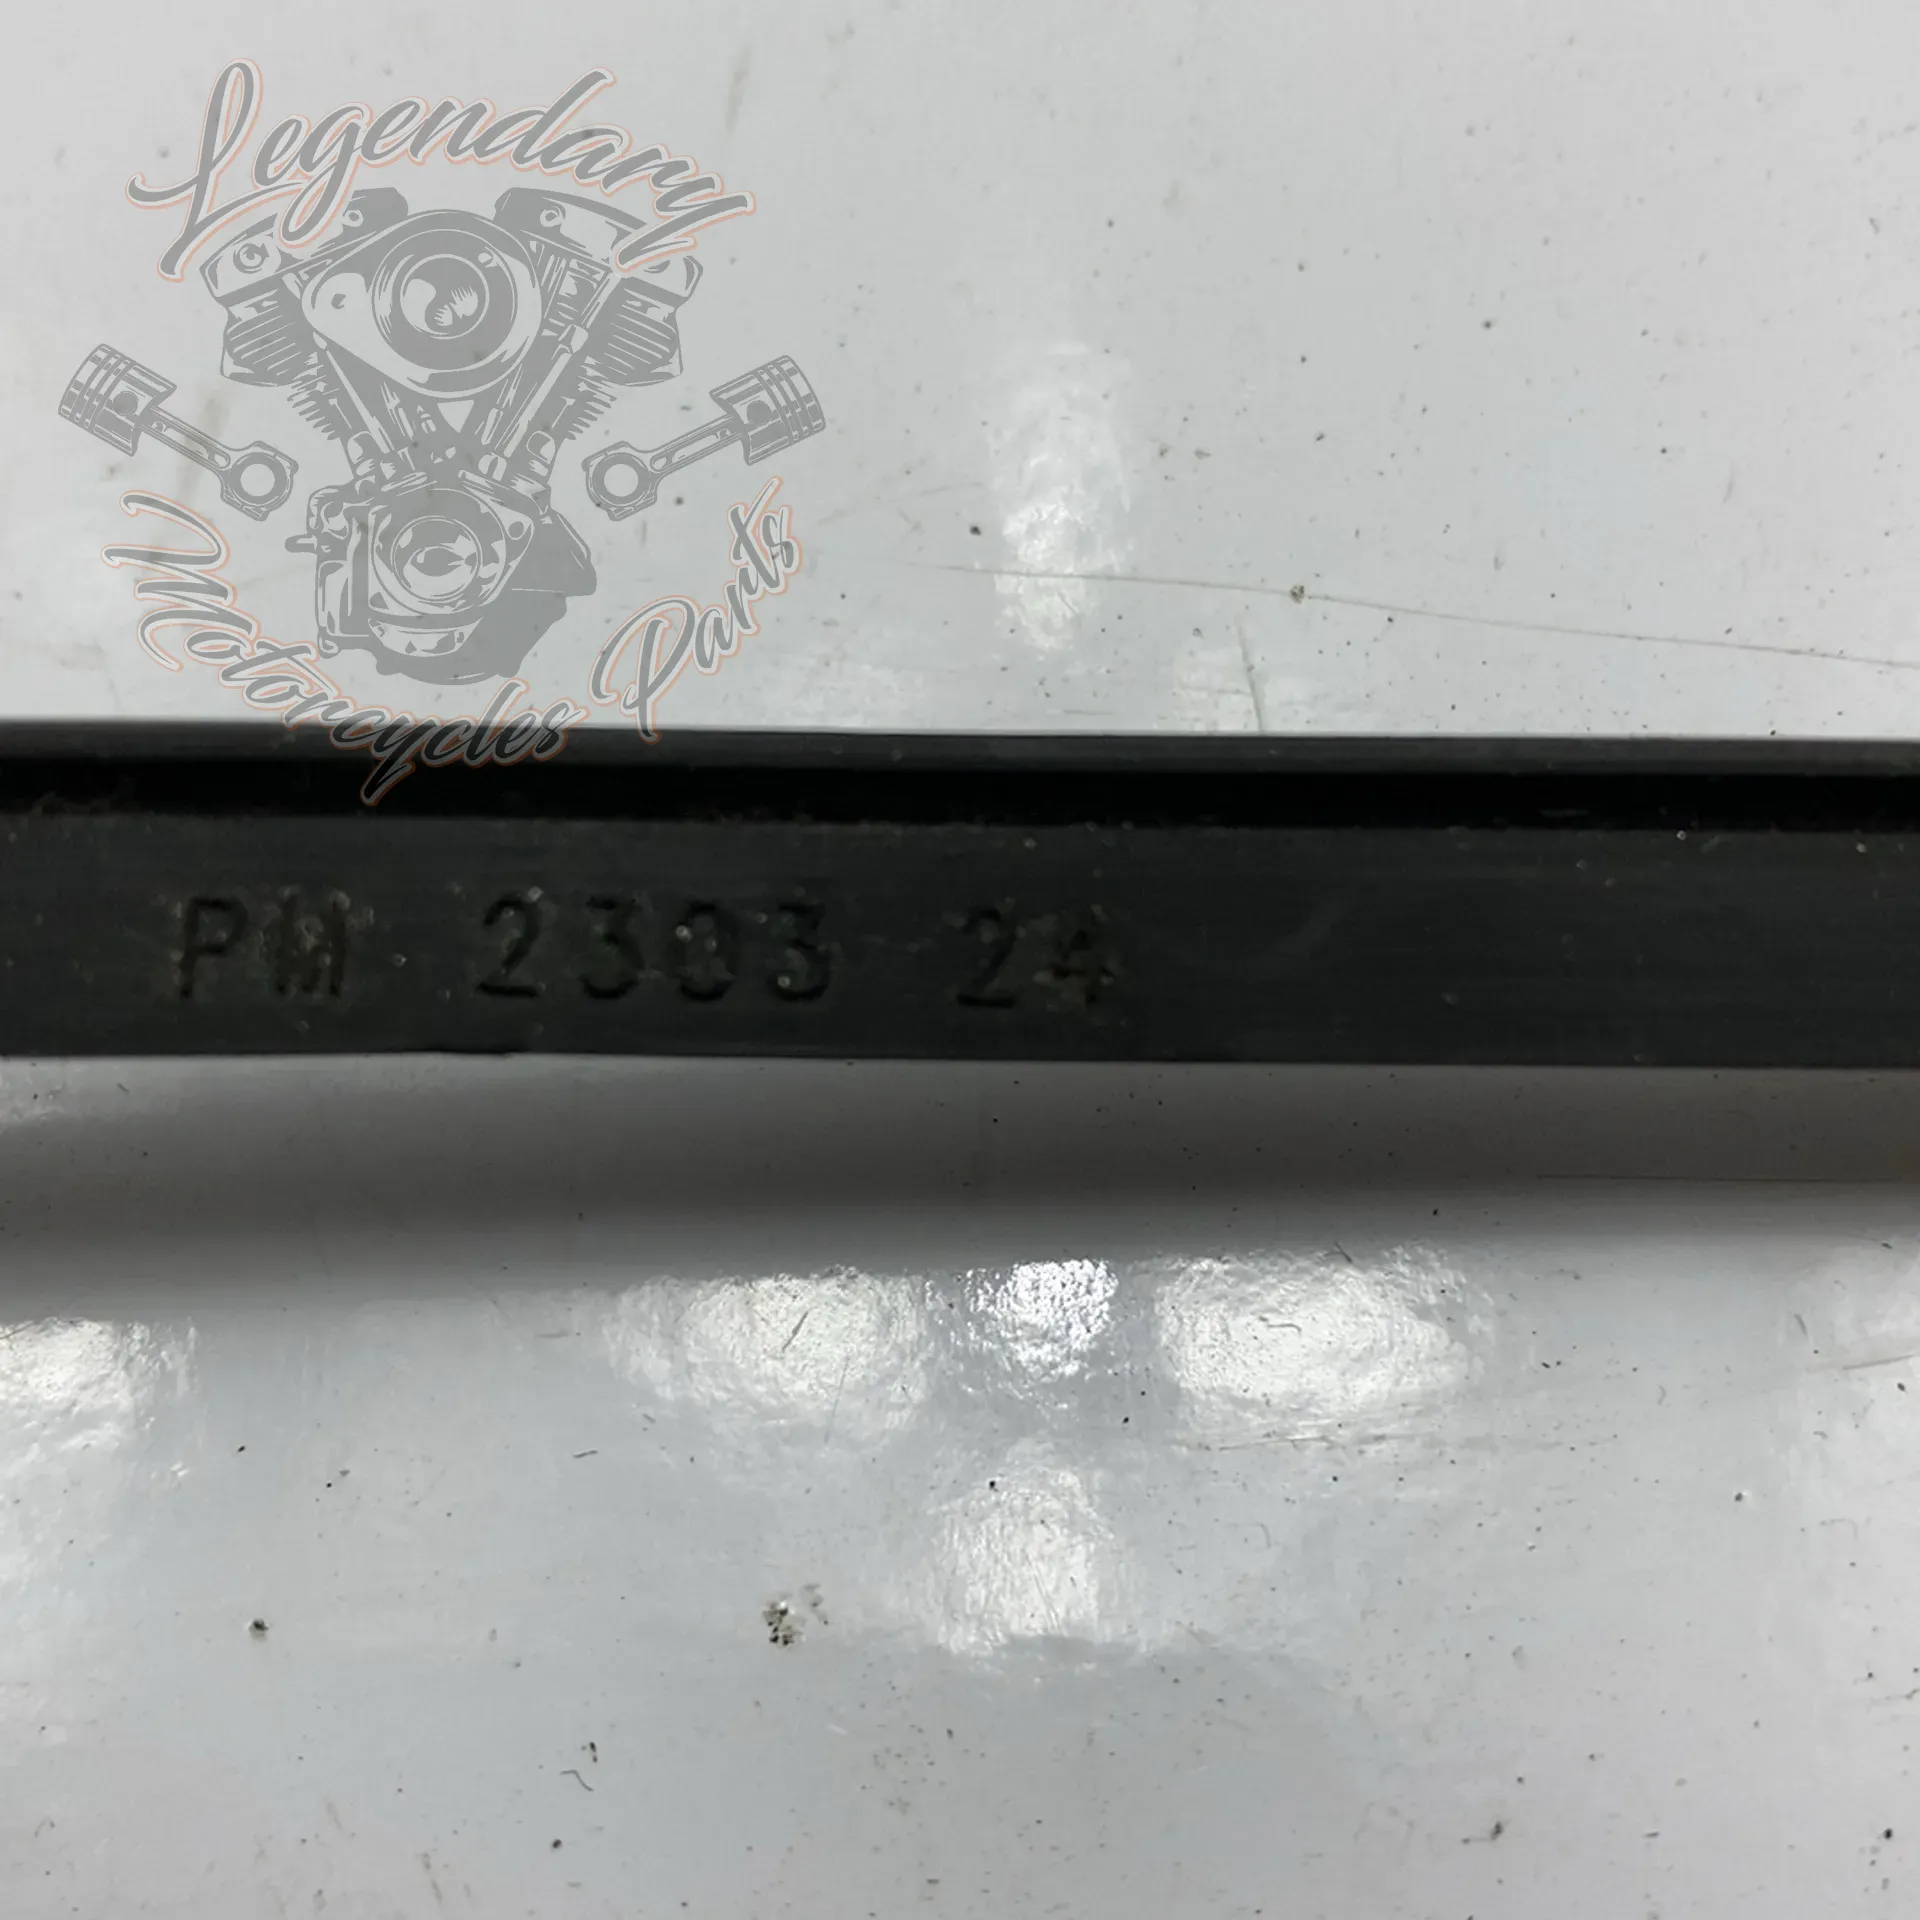 Legendary
Motorcycles Parts
PM 2303 24